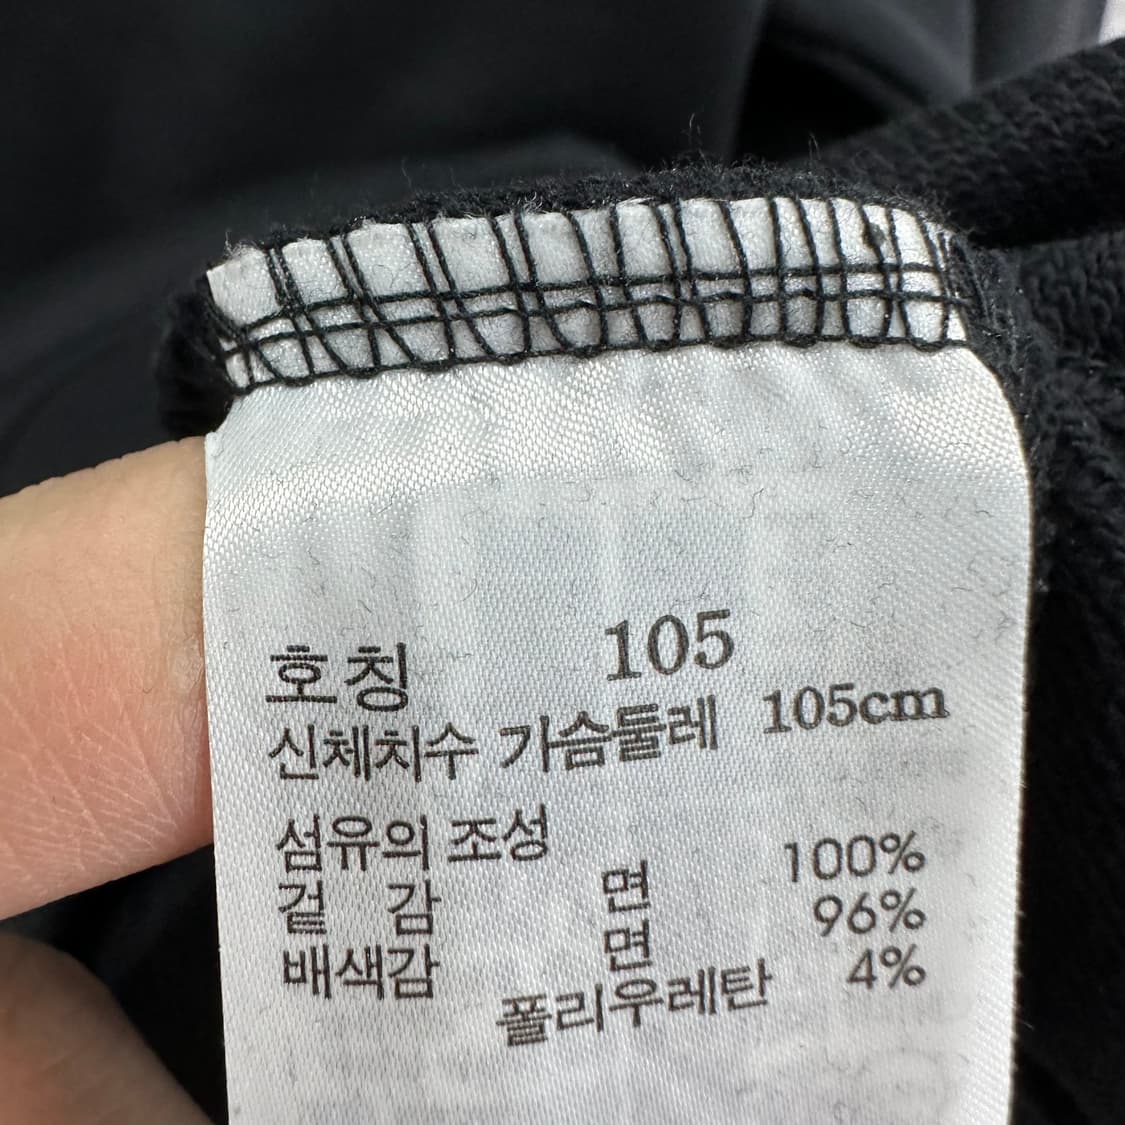 호칭 105
신체치수 가슴둘레 105cm
섬유의 조성
겉 감 면 100%
배색감 면 96%
폴리우레탄 4%